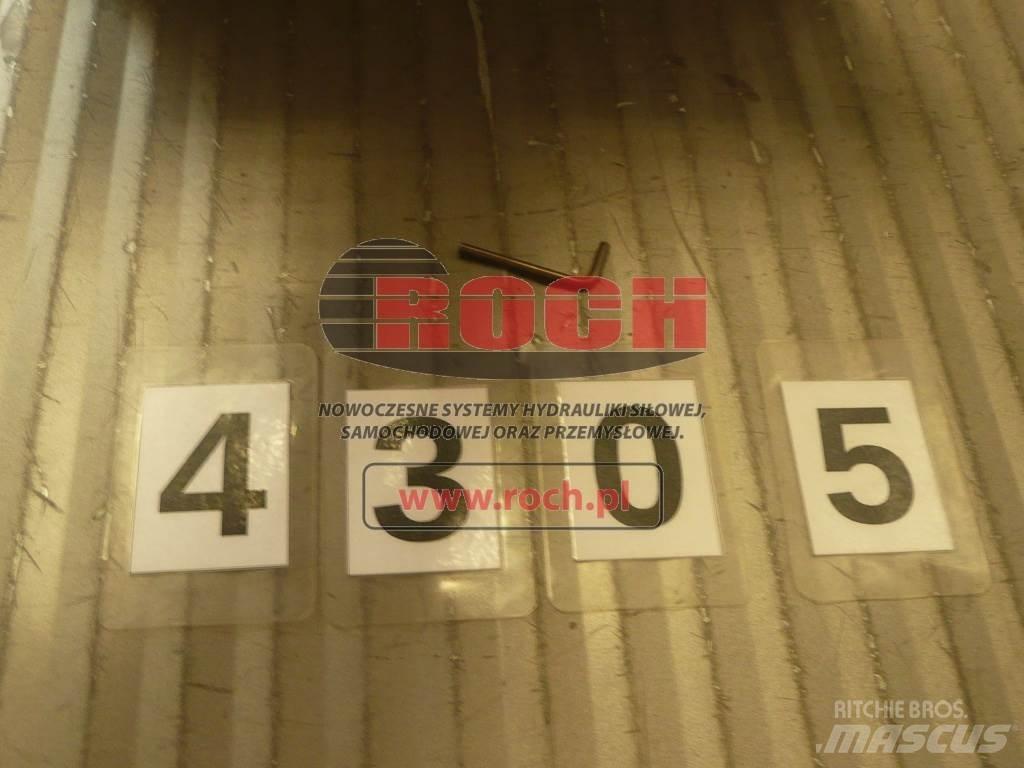 ROCH
NOWOCZESNE SYSTEMY HYDRAULIKI SIŁOWEJ,
SAMOCHODOWEJ ORAZ PRZEMYSŁOWEJ.
4 3 0 5
www.roch.pl
RITCHIE BROS.
MASCUS